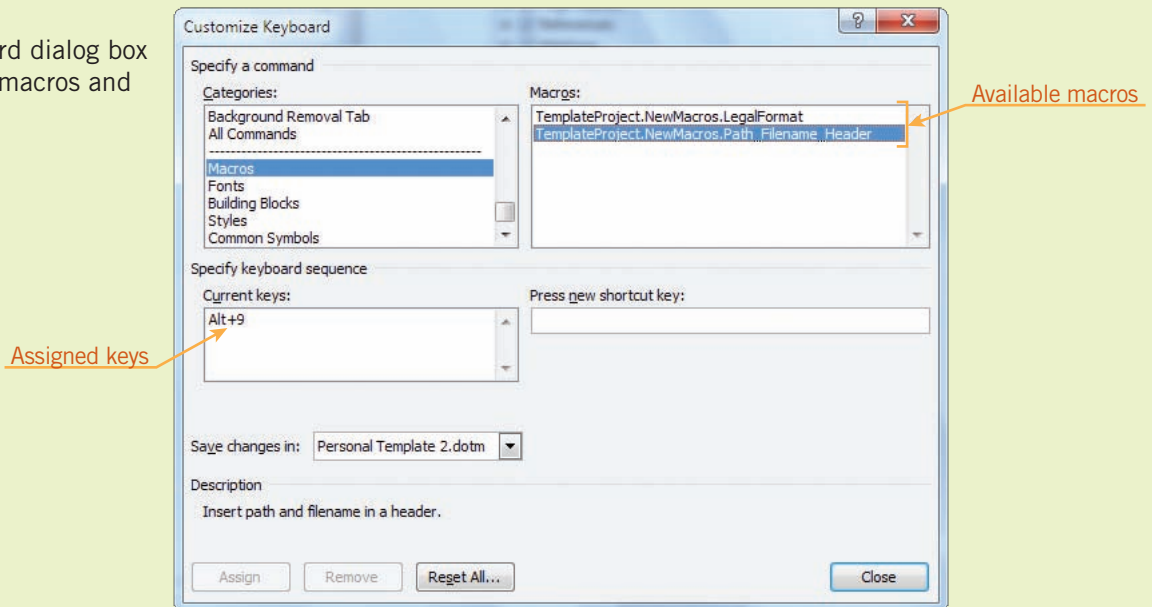 rd dialog box
macros and
Customize Keyboard
?
Specify a command
Categories:
Background Removal Tab
All Commands
Macros
Fonts
Building Blocks
Styles
Common Symbols
Macros:
TemplateProject.NewMacros.LegalFormat
TemplateProject.NewMacros.Path_Filename_Header
Available macros
Specify keyboard sequence
Current keys:
Alt+9
Press new shortcut key:
Assigned keys
Save changes in: Personal Template 2.dotm
Description
Insert path and filename in a header.
Assign Remove Reset All... Close